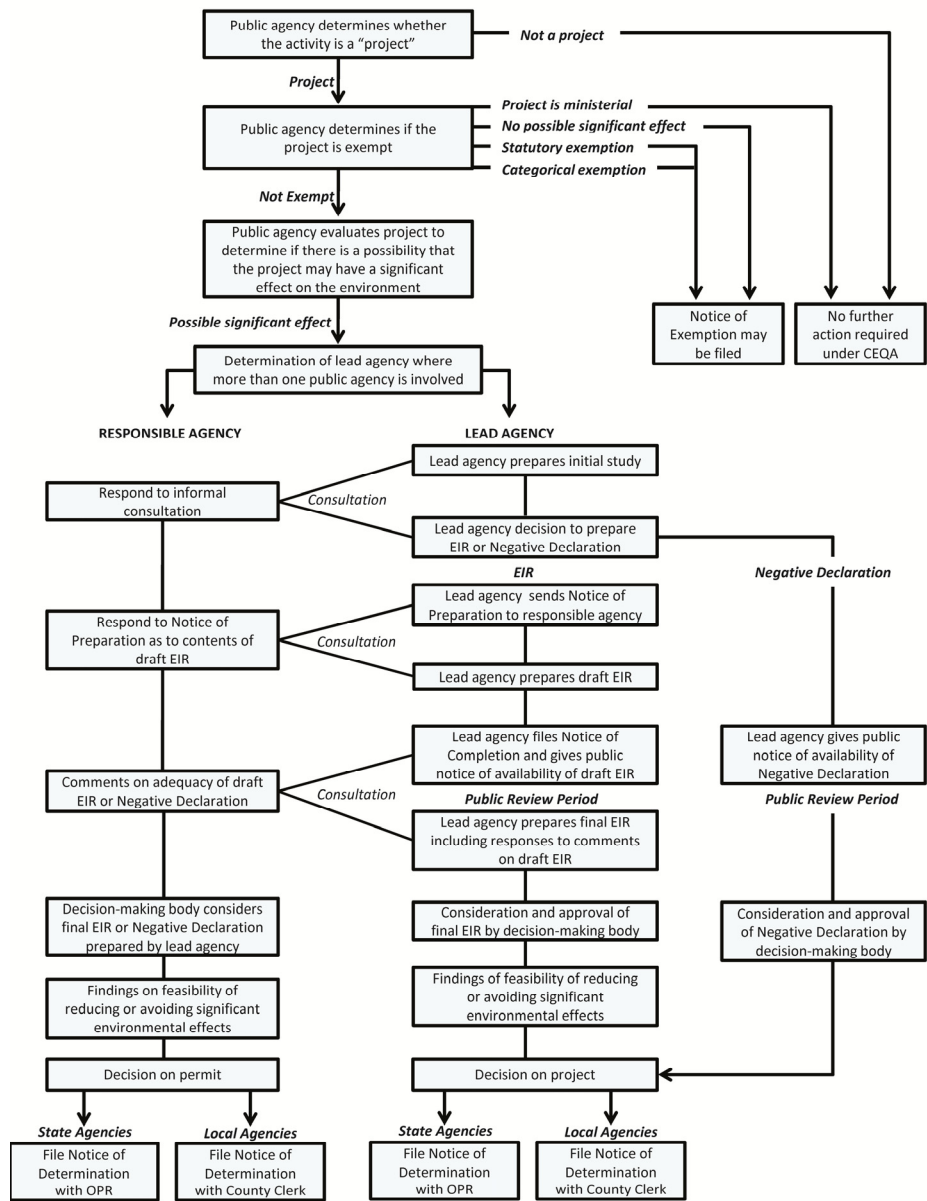 Public agency determines whether
the activity is a “project”
Not a project
Project
Public agency determines if the
project is exempt
Project is ministerial
No possible significant effect
Statutory exemption
Categorical exemption
Not Exempt
Public agency evaluates project to
determine if there is a possibility that
the project may have a significant
effect on the environment
Notice of
Exemption may
be filed
No further
action required
under CEQA
Possible significant effect
Determination of lead agency where
more than one public agency is involved
RESPONSIBLE AGENCY
LEAD AGENCY
Lead agency prepares initial study
Respond to informal
consultation
Consultation
Lead agency decision to prepare
EIR or Negative Declaration
EIR
Negative Declaration
Lead agency sends Notice of
Preparation to responsible agency
Respond to Notice of
Preparation as to contents of
draft EIR
Consultation
Lead agency prepares draft EIR
Lead agency files Notice of
Completion and gives public
notice of availability of draft EIR
Lead agency gives public
notice of availability of
Negative Declaration
Comments on adequacy of draft
EIR or Negative Declaration
Consultation
Public Review Period
Public Review Period
Lead agency prepares final EIR
including responses to comments
on draft EIR
Decision-making body considers
final EIR or Negative Declaration
prepared by lead agency
Consideration and approval of
final EIR by decision-making body
Consideration and approval
of Negative Declaration by
decision-making body
Findings on feasibility of
reducing or avoiding significant
environmental effects
Findings of feasibility of reducing
or avoiding significant
environmental effects
Decision on permit
Decision on project
State Agencies
Local Agencies
State Agencies
Local Agencies
File Notice of
Determination
with OPR
File Notice of
Determination
with County Clerk
File Notice of
Determination
with OPR
File Notice of
Determination
with County Clerk